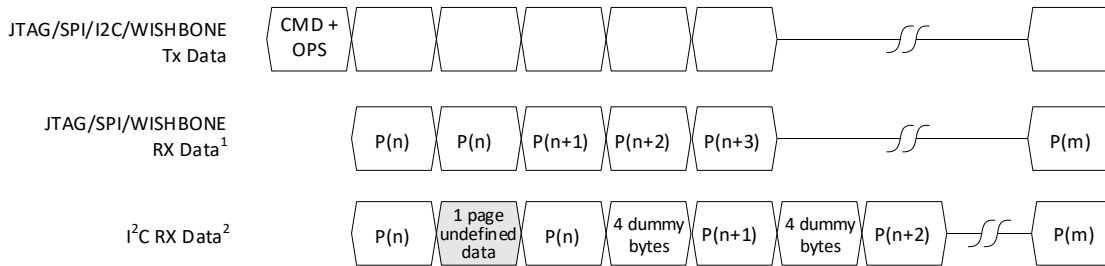 JTAG/SPI/I2C/WISHBONE
Tx Data
CMD +
OPS
JTAG/SPI/WISHBONE
RX Data¹
P(n)
P(n)
P(n+1)
P(n+2)
P(n+3)
P(m)
I²C RX Data²
P(n)
1 page
undefined
data
P(n)
4 dummy
bytes
P(n+1)
4 dummy
bytes
P(n+2)
P(m)